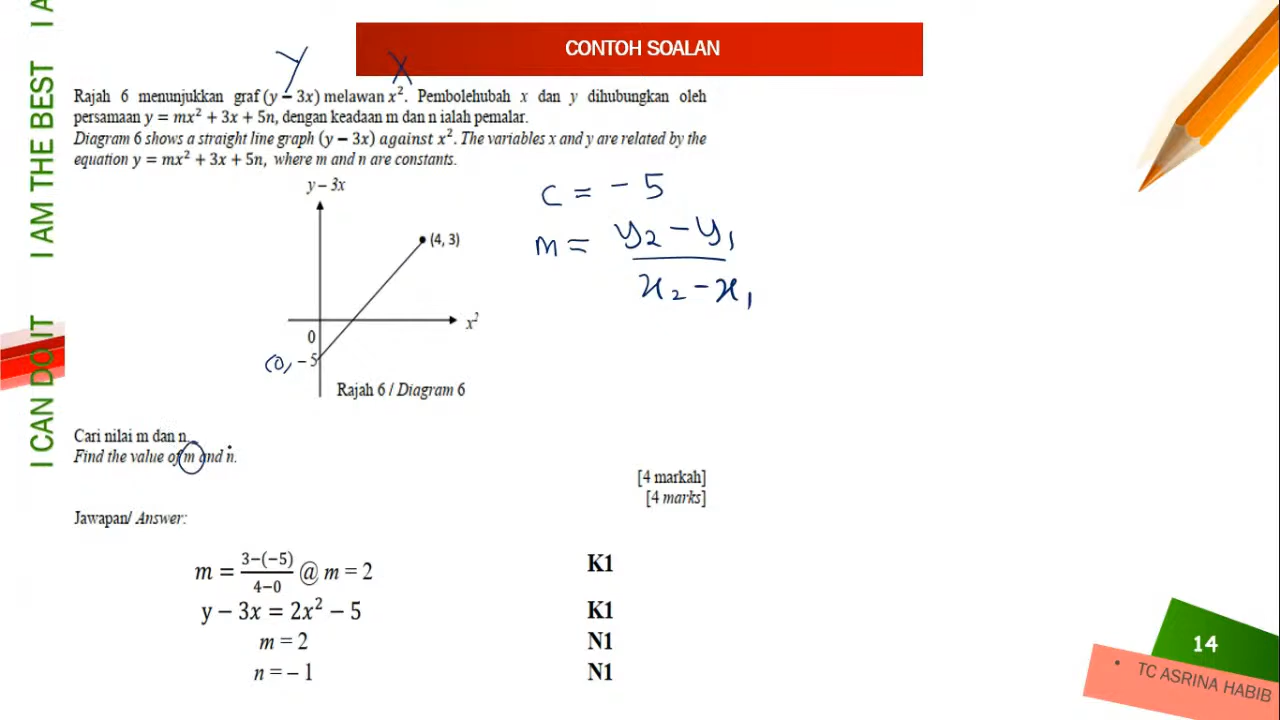 I CAN DO IT I AM THE BEST I A
CONTOH SOALAN
Y X
Rajah 6 menunjukkan graf (y − 3x) melawan x². Pembolehubah x dan y dihubungkan oleh
persamaan y = mx² + 3x + 5n, dengan keadaan m dan n ialah pemalar.
Diagram 6 shows a straight line graph (y − 3x) against x². The variables x and y are related by the
equation y = mx² + 3x + 5n, where m and n are constants.
y – 3x
c = - 5
m = y₂ - y₁ / x₂ - x₁
(4, 3)
x²
0
(0, -5
Rajah 6 / Diagram 6
Cari nilai m dan n.
Find the value of m and n.
[4 markah]
[4 marks]
Jawapan/ Answer:
m = 3−(−5) / 4−0 @ m = 2 K1
y − 3x = 2x² − 5 K1
m = 2 N1
n = – 1 N1
14
• TC ASRINA HABIB